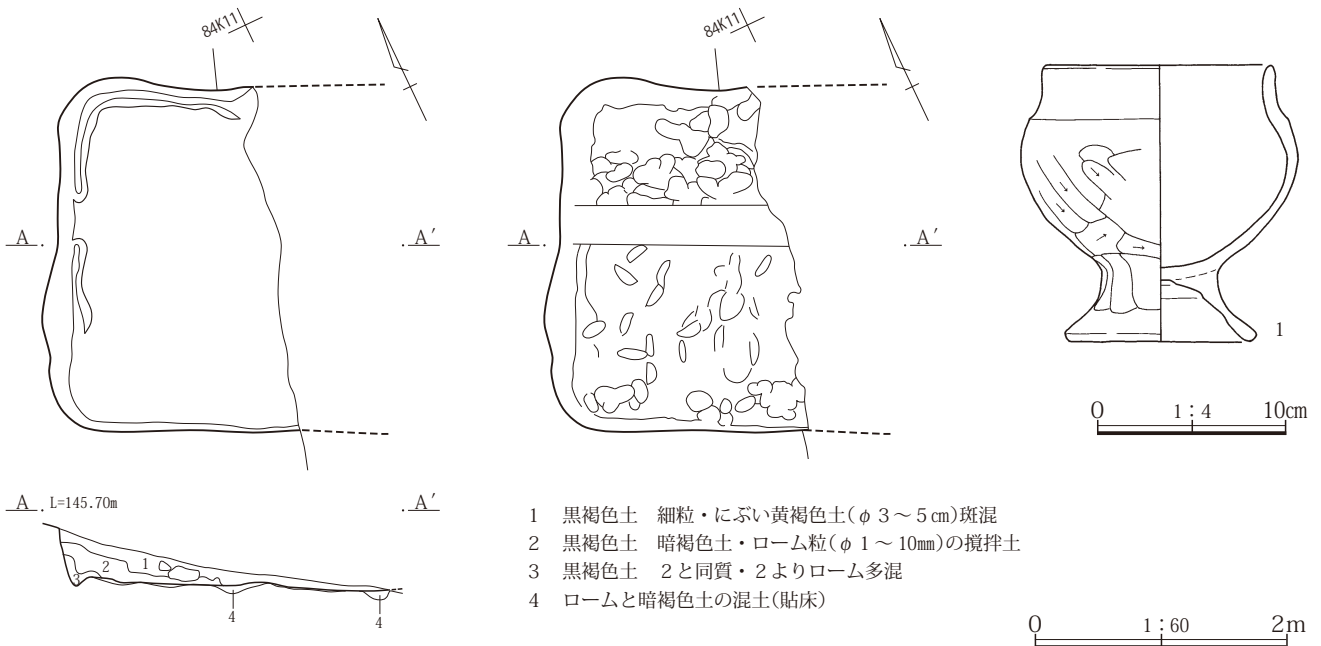 84K11
84K11
A
A′
A
A′
1
0 1：4 10cm
A L=145.70m A′
1
2
3
4
4
1 黒褐色土 細粒・にぶい黄褐色土(φ３～５㎝)斑混
2 黒褐色土 暗褐色土・ローム粒(φ１～10mm)の撹拌土
3 黒褐色土 ２と同質・２よりローム多混
4 ロームと暗褐色土の混土(貼床)
0 1：60 2m